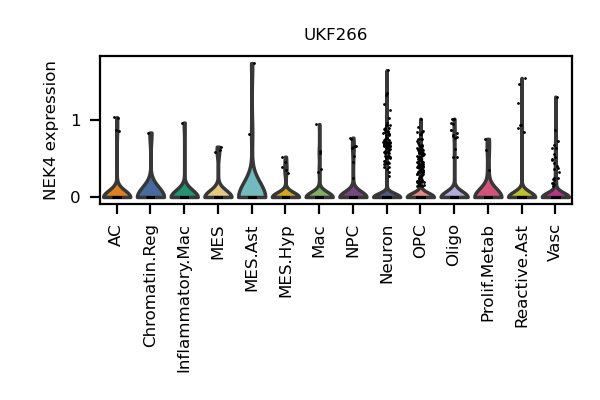 UKF266
NEK4 expression
1
0
AC
Chromatin.Reg
Inflammatory.Mac
MES
MES.Ast
MES.Hyp
Mac
NPC
Neuron
OPC
Oligo
Prolif.Metab
Reactive.Ast
Vasc